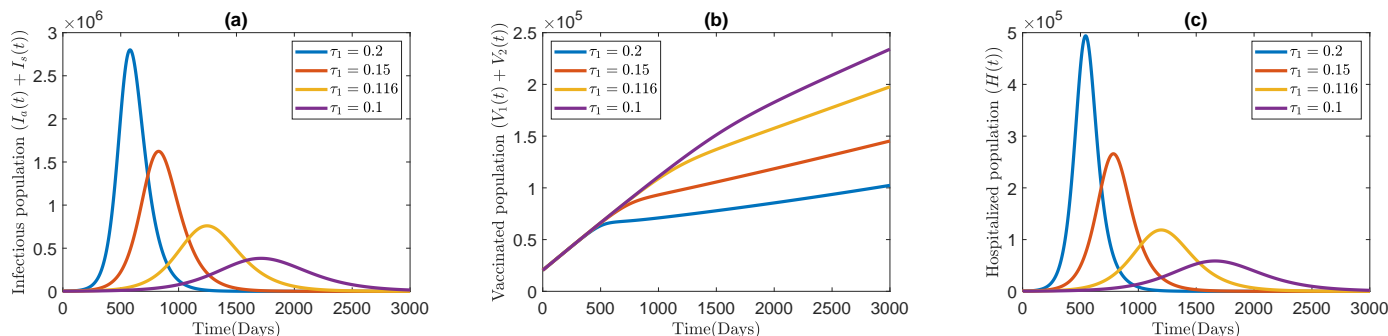 (a)
×10^6
Infectious population (I_a(t) + I_s(t))
3
2.5
2
1.5
1
0.5
0
0 500 1000 1500 2000 2500 3000
Time(Days)
τ_1 = 0.2
τ_1 = 0.15
τ_1 = 0.116
τ_1 = 0.1
(b)
×10^5
Vaccinated population (V_1(t) + V_2(t))
2.5
2
1.5
1
0.5
0
0 500 1000 1500 2000 2500 3000
Time(Days)
τ_1 = 0.2
τ_1 = 0.15
τ_1 = 0.116
τ_1 = 0.1
(c)
×10^5
Hospitalized population (H(t))
5
4
3
2
1
0
0 500 1000 1500 2000 2500 3000
Time(Days)
τ_1 = 0.2
τ_1 = 0.15
τ_1 = 0.116
τ_1 = 0.1